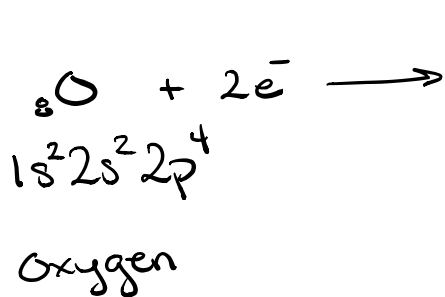 ₈O + 2e⁻ ⟶
1s²2s²2p⁴
oxygen